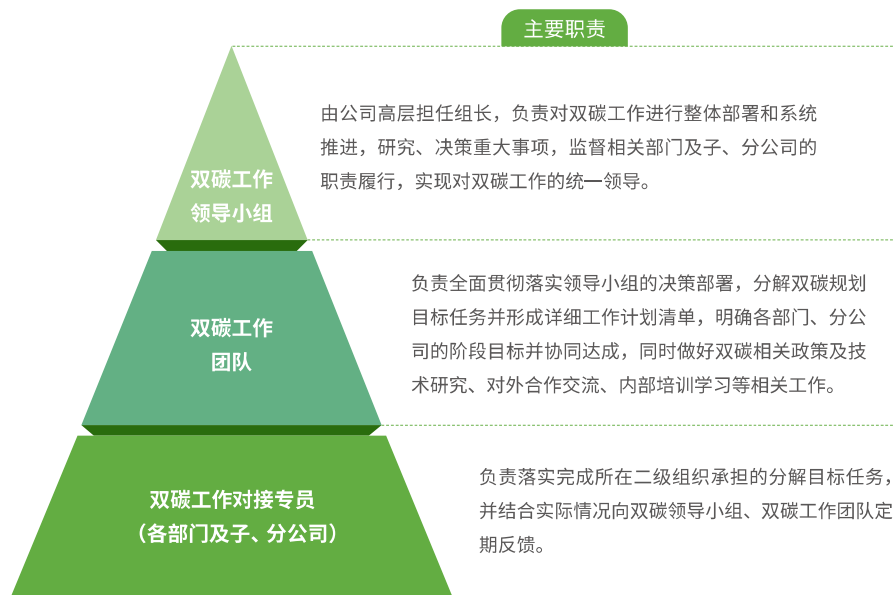 主要职责
双碳工作
领导小组
由公司高层担任组长，负责对双碳工作进行整体部署和系统
推进，研究、决策重大事项，监督相关部门及子、分公司的
职责履行，实现对双碳工作的统一领导。
双碳工作
团队
负责全面贯彻落实领导小组的决策部署，分解双碳规划
目标任务并形成详细工作计划清单，明确各部门、分公
司的阶段目标并协同达成，同时做好双碳相关政策及技
术研究、对外合作交流、内部培训学习等相关工作。
双碳工作对接专员
（各部门及子、分公司）
负责落实完成所在二级组织承担的分解目标任务，
并结合实际情况向双碳领导小组、双碳工作团队定
期反馈。